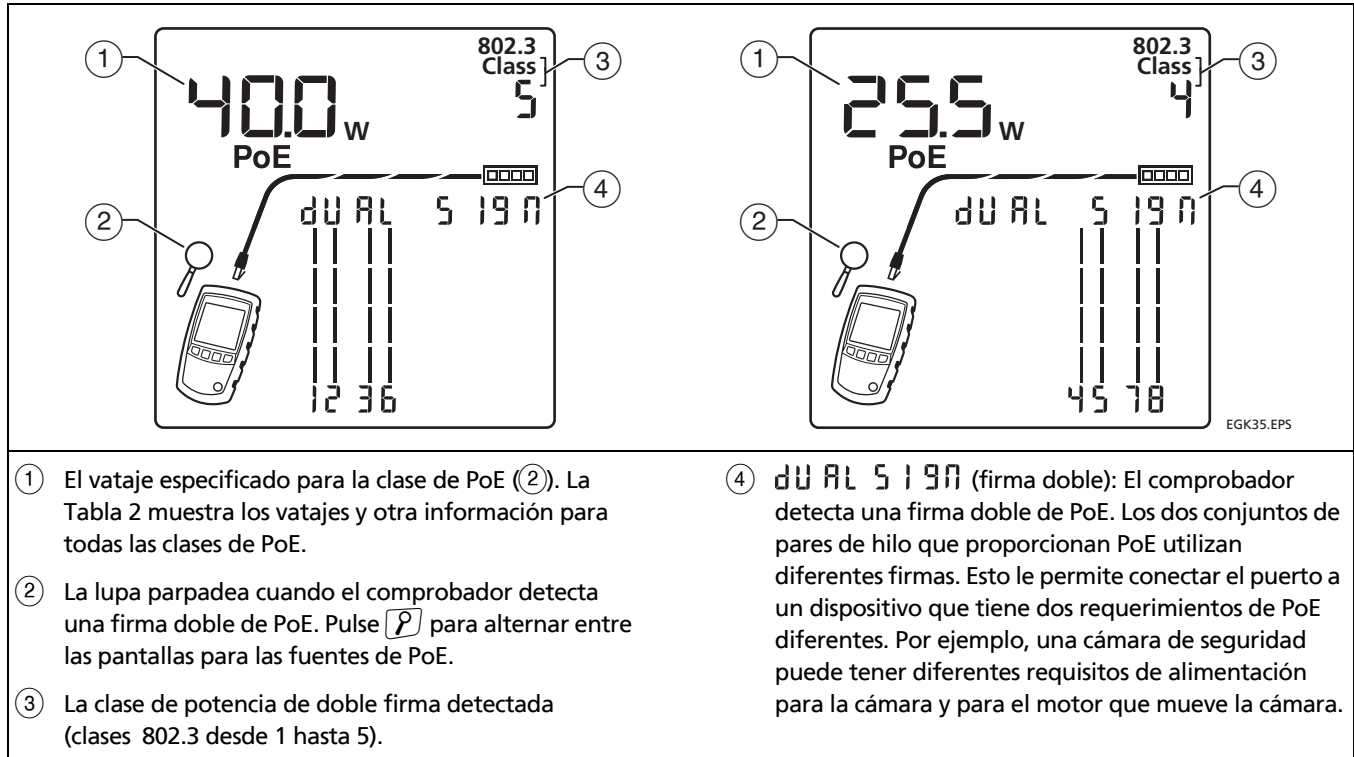 1
40.0 W
PoE
802.3
Class
5
3
2
dUAL SIGN
4
12 36
1
25.5 W
PoE
802.3
Class
4
3
2
dUAL SIGN
4
45 78
EGK35.EPS
1 El vataje especificado para la clase de PoE (2). La
Tabla 2 muestra los vatajes y otra información para
todas las clases de PoE.
2 La lupa parpadea cuando el comprobador detecta
una firma doble de PoE. Pulse para alternar entre
las pantallas para las fuentes de PoE.
3 La clase de potencia de doble firma detectada
(clases 802.3 desde 1 hasta 5).
4 dUAL SIGN (firma doble): El comprobador
detecta una firma doble de PoE. Los dos conjuntos de
pares de hilo que proporcionan PoE utilizan
diferentes firmas. Esto le permite conectar el puerto a
un dispositivo que tiene dos requerimientos de PoE
diferentes. Por ejemplo, una cámara de seguridad
puede tener diferentes requisitos de alimentación
para la cámara y para el motor que mueve la cámara.